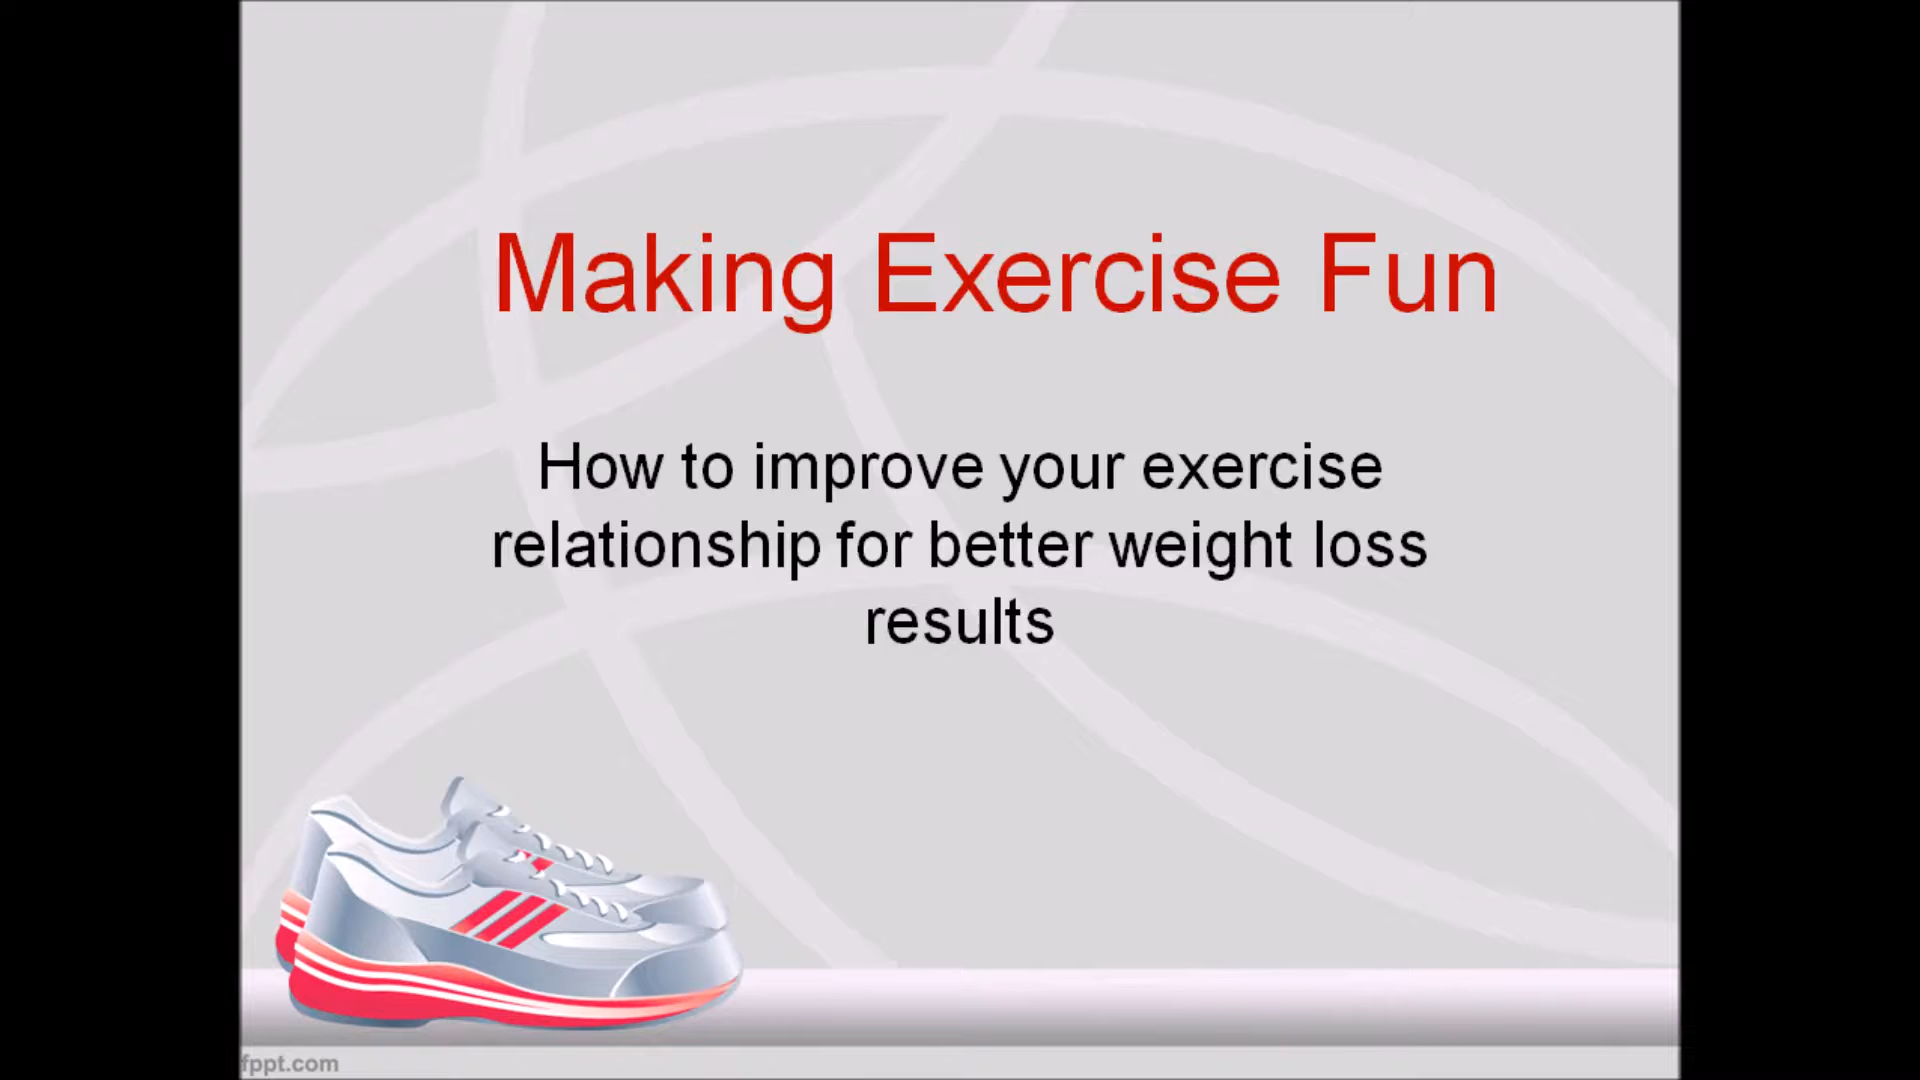 Making Exercise Fun
How to improve your exercise
relationship for better weight loss
results
fppt.com